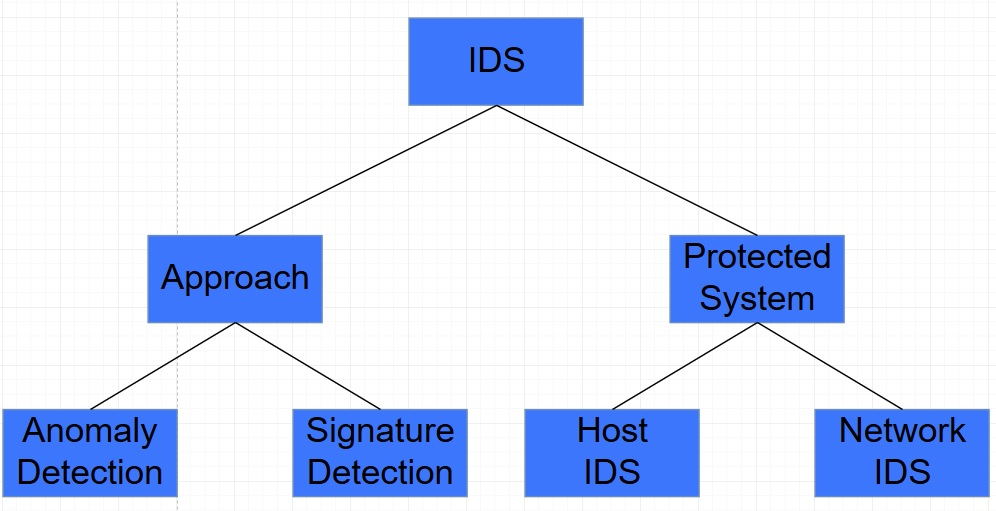 IDS
Approach
Protected
System
Anomaly
Detection
Signature
Detection
Host
IDS
Network
IDS